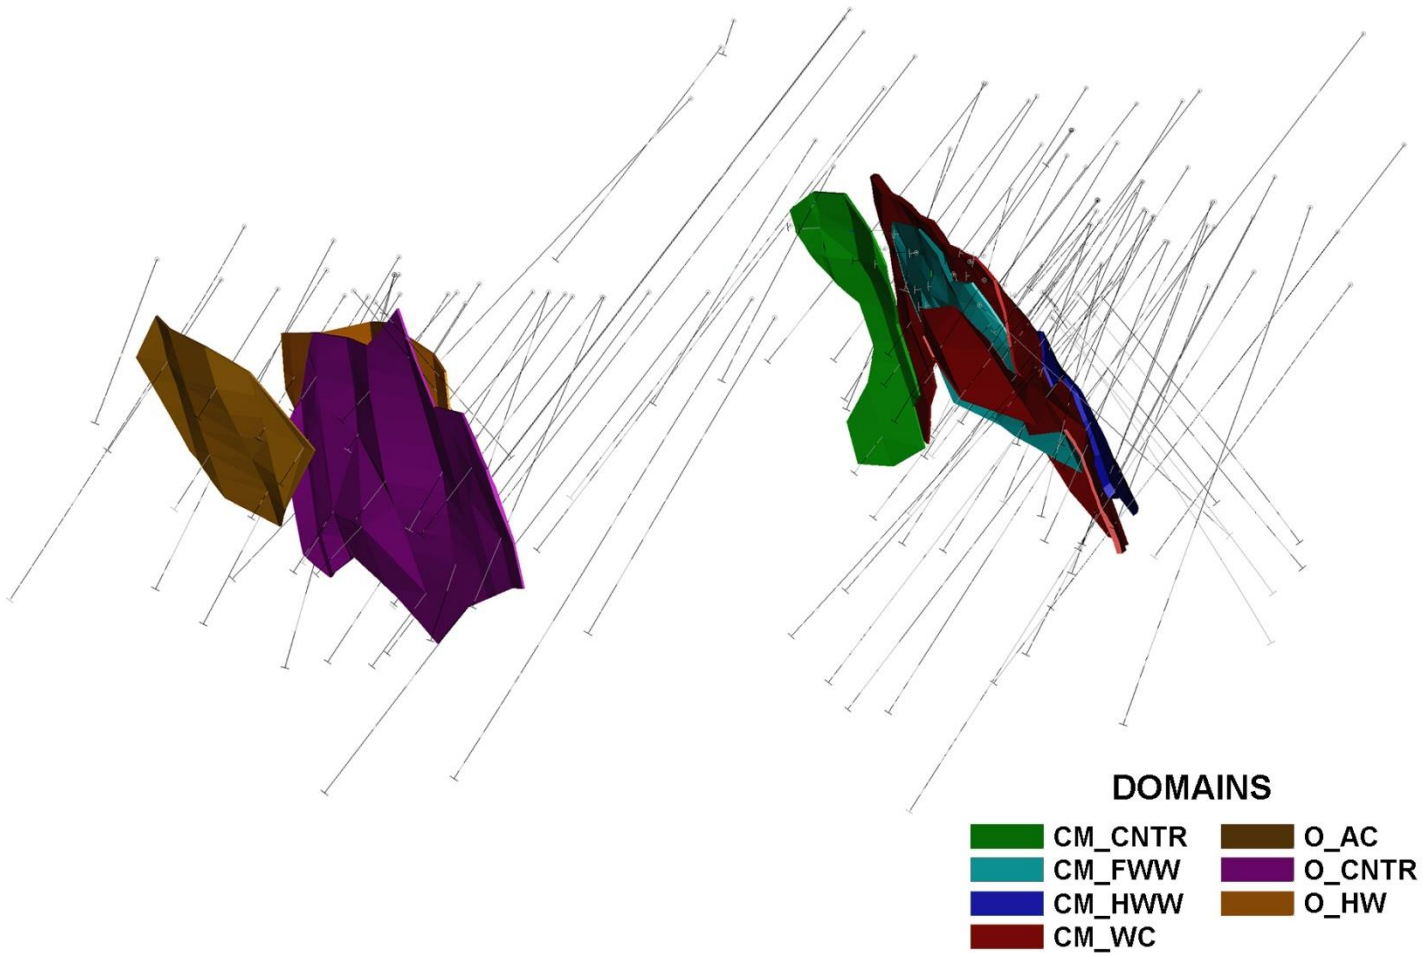 DOMAINS
CM_CNTR
CM_FWW
CM_HWW
CM_WC
O_AC
O_CNTR
O_HW